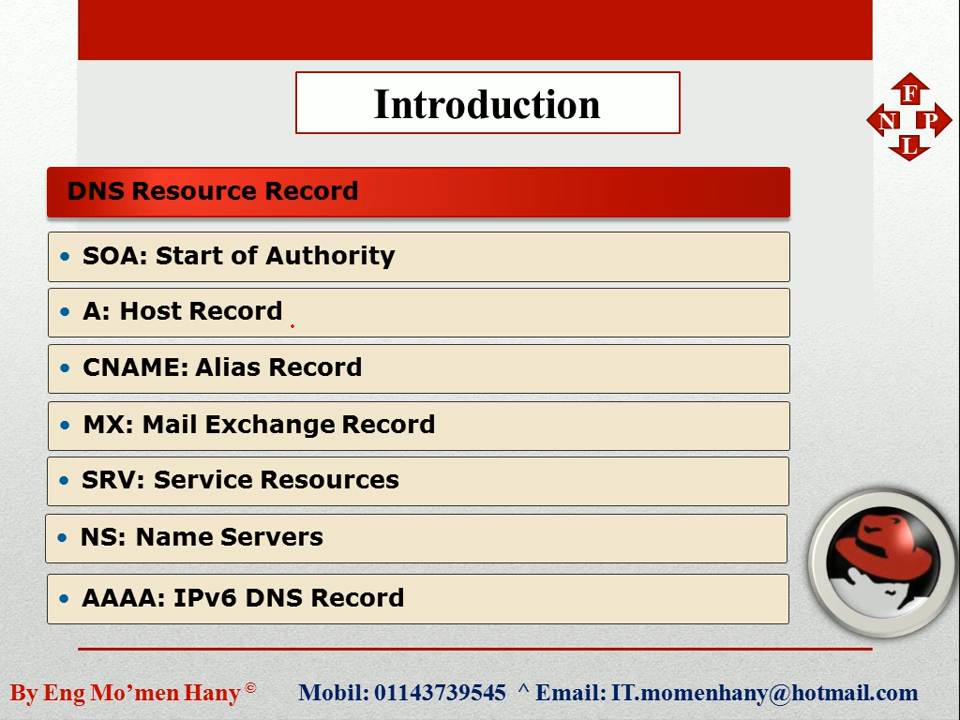 Introduction
F
N P
L
DNS Resource Record
• SOA: Start of Authority
• A: Host Record
• CNAME: Alias Record
• MX: Mail Exchange Record
• SRV: Service Resources
• NS: Name Servers
• AAAA: IPv6 DNS Record
By Eng Mo’men Hany © Mobil: 01143739545 ^ Email: IT.momenhany@hotmail.com